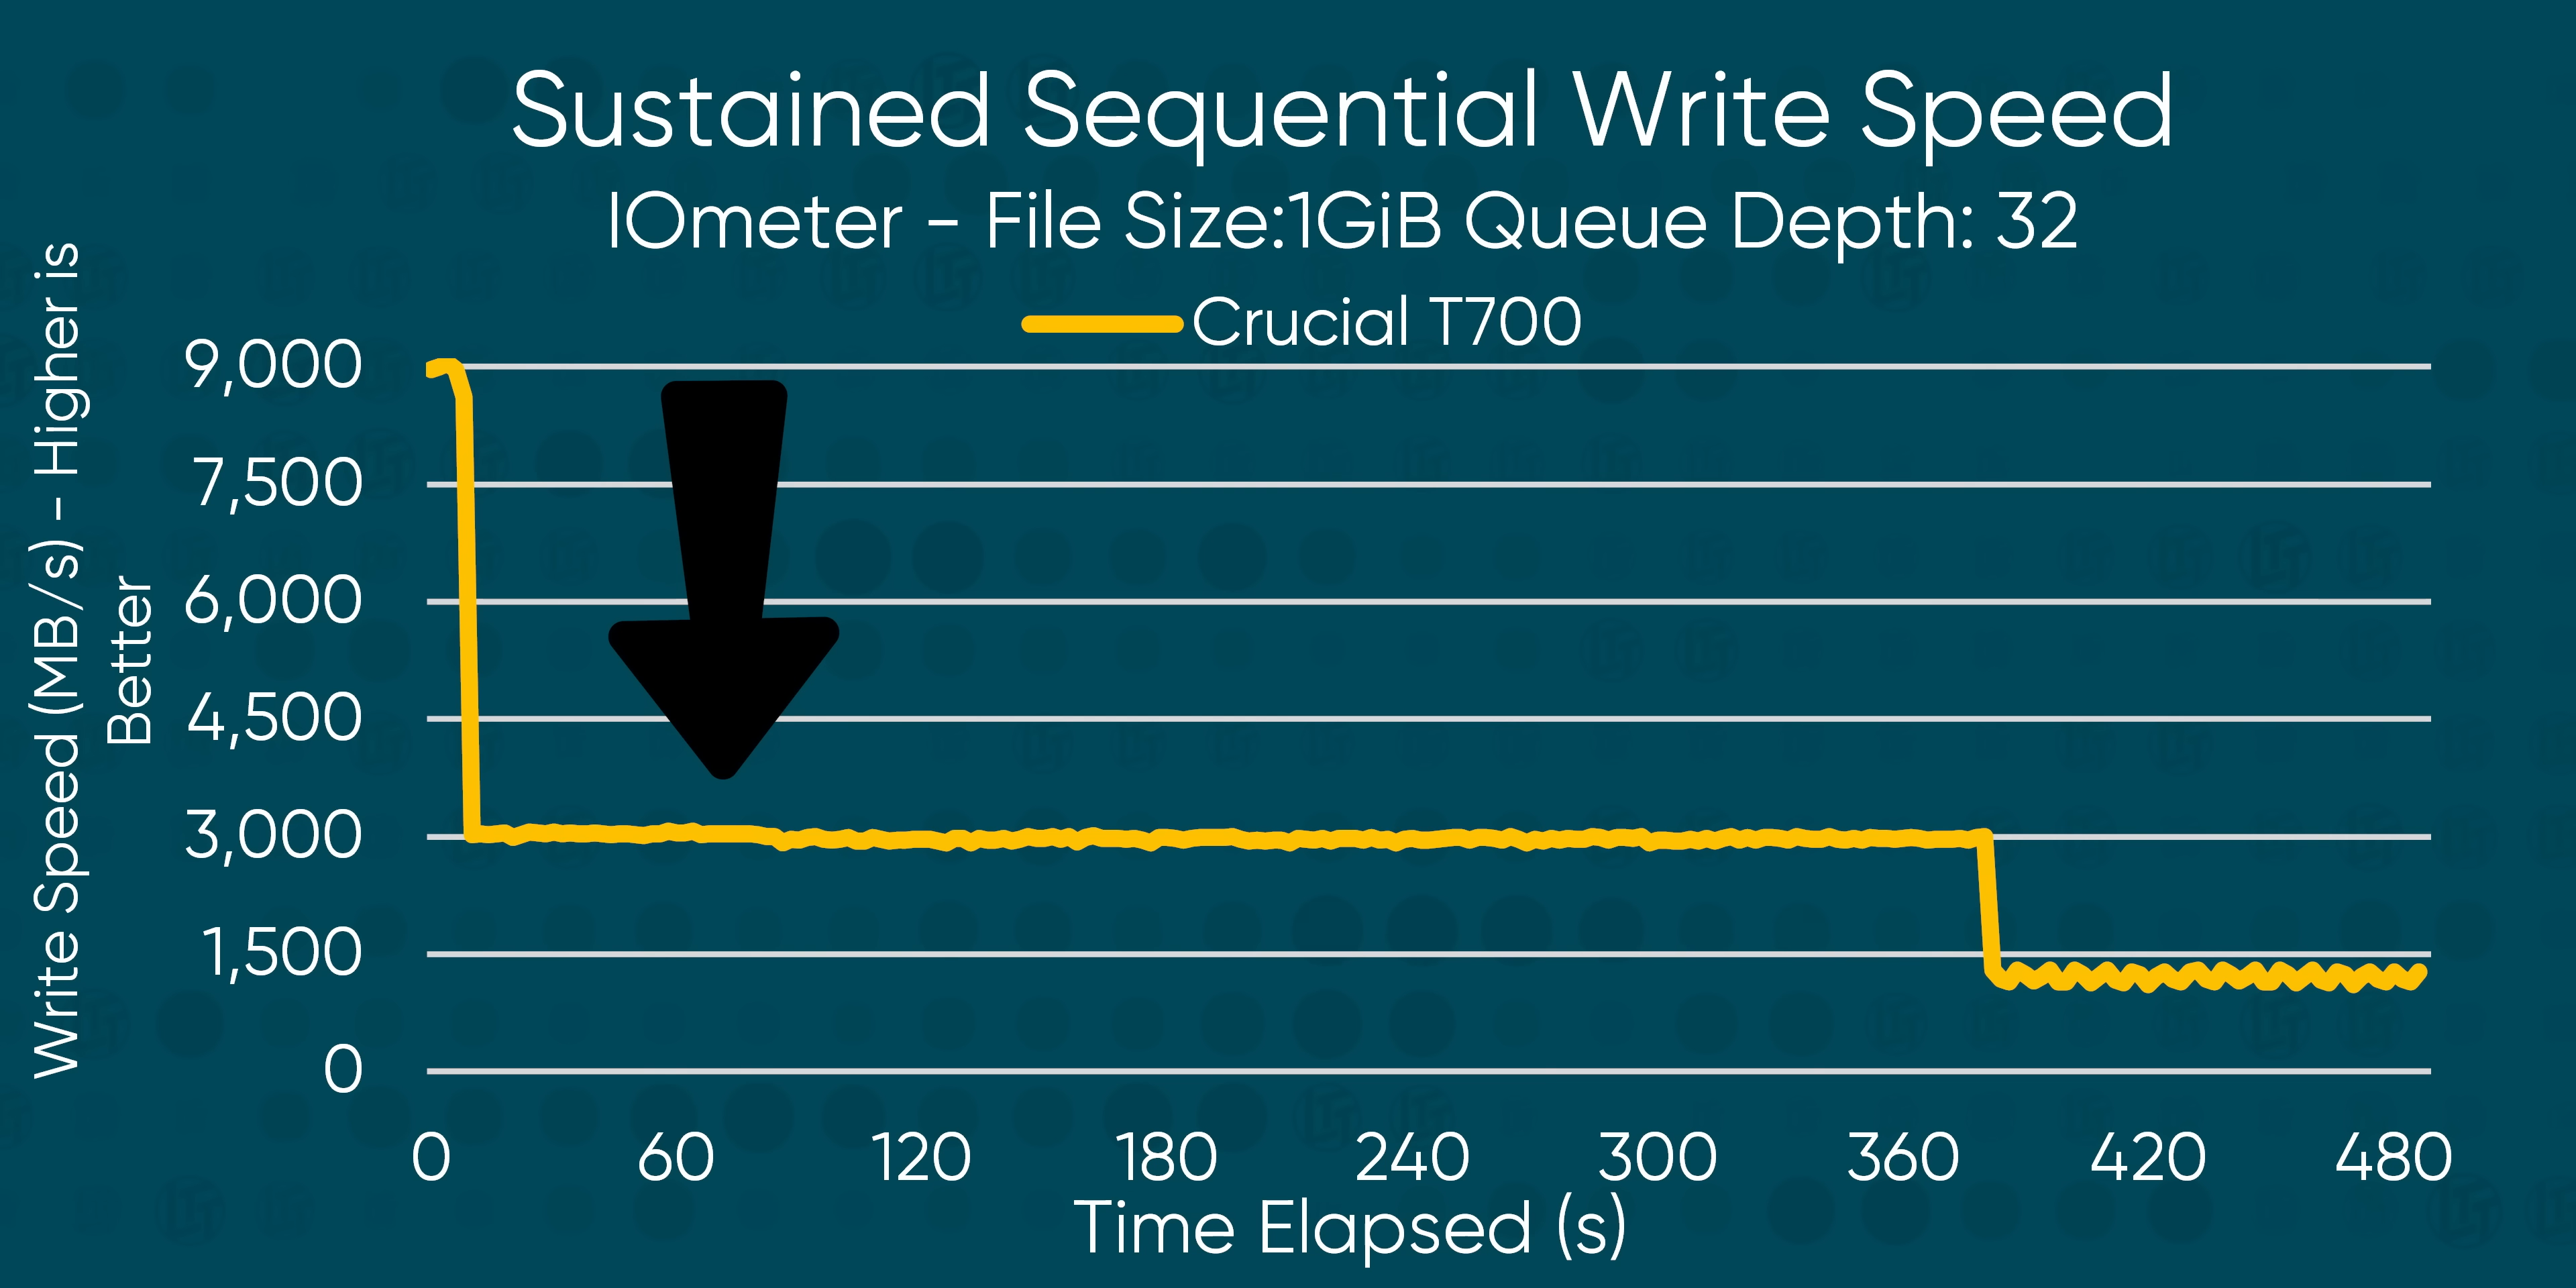 Sustained Sequential Write Speed
IOmeter - File Size:1GiB Queue Depth: 32
Crucial T700
Write Speed (MB/s) - Higher is
Better
9,000
7,500
6,000
4,500
3,000
1,500
0
0 60 120 180 240 300 360 420 480
Time Elapsed (s)